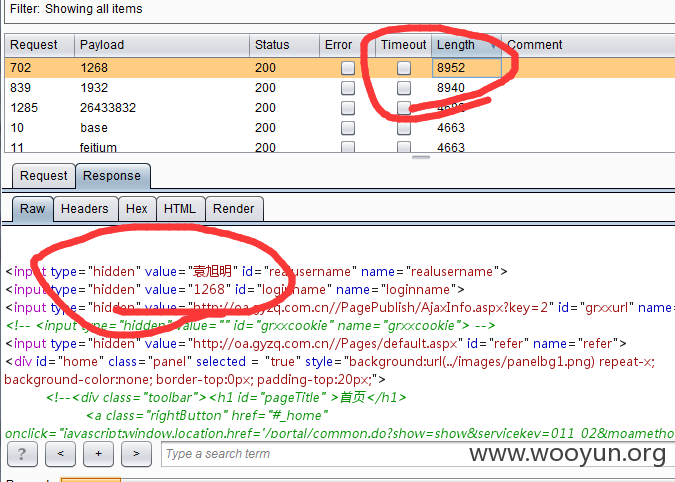 Filter: Showing all items
Request Payload Status Error Timeout Length Comment
702 1268 200 8952
839 1932 200 8940
1285 26433832 200
10 base 200 4663
11 feitium 200 4663
Request Response
Raw Headers Hex HTML Render
<input type="hidden" value="袁旭明" id="realusername" name="realusername">
<input type="hidden" value="1268" id="loginname" name="loginname">
<input type="hidden" value="http://oa.gyzq.com.cn//PagePublish/AjaxInfo.aspx?key=2" id="grxxurl" name=
<!-- <input type="hidden" value="" id="grxxcookie" name="grxxcookie"> -->
<input type="hidden" value="http://oa.gyzq.com.cn//Pages/default.aspx" id="refer" name="refer">
<div id="home" class="panel" selected = "true" style="background:url(../images/panelbg1.png) repeat-x;
background-color:none; border-top:0px; padding-top:20px;">
<!--<div class="toolbar"><h1 id="pageTitle" >首页</h1>
<a class="rightButton" href="#_home"
onclick="javascript:window.location.href='/portal/common.do?show=show&servicekey=011_02&moametho
? < + > Type a search term
www.wooyun.org